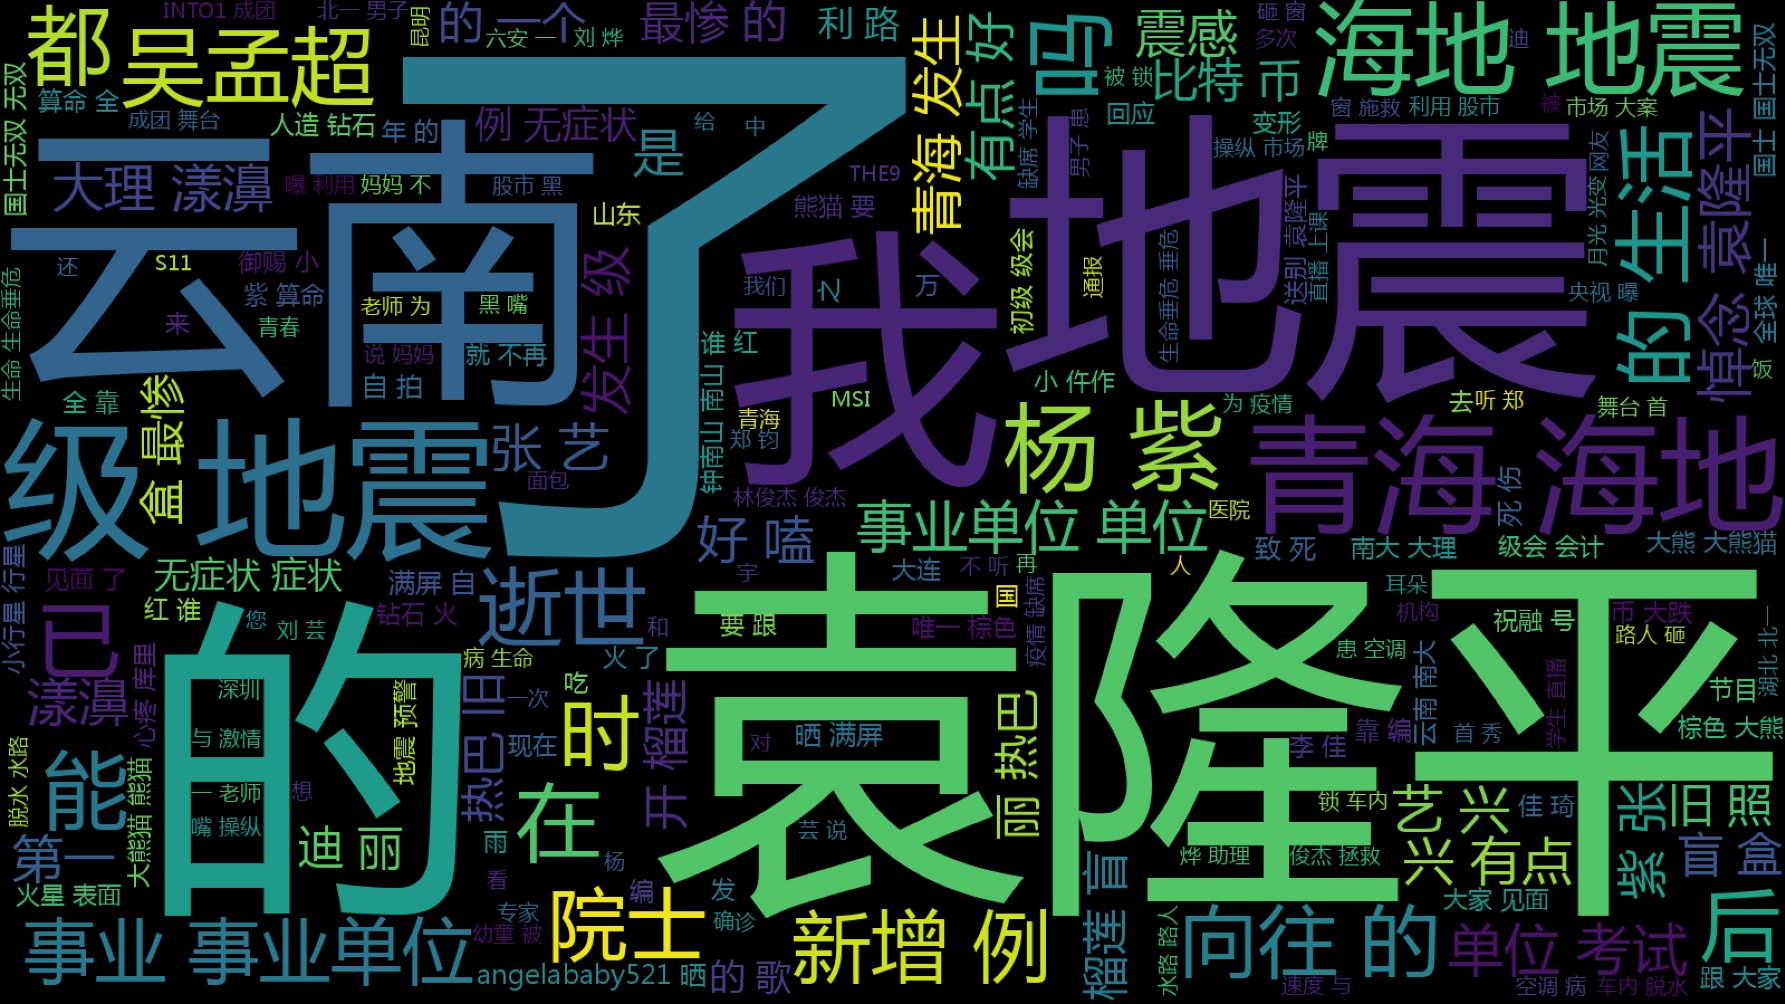 INTO1 成团
北一 男子
昆明
的 一个
六安 一
刘 烨
最惨 的
利 路
青海 发生
有点 好
吗
震感
砸 窗
多次
海地 地震
迪
国士无双 无双
都
吴孟超
了
算命 全
成团 舞台
人造 钻石
年 的
例 无症状
是
给
中
被 锁
比特 币
回应
变形
窗 施救
利用 股市
被
市场 大案
国士 国士无双
云南
大理 漾濞
曝 利用
妈妈 不
股市 黑
山东
THE9
熊猫 要
缺席 学生
男子 患
操纵 市场
牌
网友
的 生活
悼念 袁隆平
还
S11
御赐 小
紫 算命
老师 为
黑 嘴
发生 级
我们
之
万
我
地震
初级 级会
通报
生命垂危 垂危
送别 袁隆平
直播 上课
月光 光变
央视 曝
全球 唯一
来
青春
说 妈妈
就 不再
自 拍
谁 红
生命 生命垂危
全 靠
盒 最惨
青海
郑 钧
MSI
小 仵作
为 疫情
去
听 郑
舞台 首
饭
级 地震
张 艺
面包
钟南山 南山
林俊杰 俊杰
杨 紫
青海 海地
死 伤
好 嗑
事业单位 单位
医院
致 死
南大 大理
级会 会计
大熊 大熊猫
小行星 行星
见面 了
无症状 症状
满屏 自
逝世
宇
大连
不 听
再
国
人
耳朵
机构
祝融 号
币 大跌
路人 砸
湖北 北一
红 谁
您
刘 芸
钻石 火
和
要 跟
唯一 棕色
疫情 缺席
已
的
病 生命
火 了
袁隆平
患 空调
漾濞
心疼 库里
深圳
地震 预警
热巴 旧
一次
吃
时
开 榴莲
丽 热巴
李 佳
靠 编
云南 南大
首 秀
学生 直播
节目
棕色 大熊
脱水 水路
能
大熊猫 熊猫
与 激情
现在
对
晒 满屏
一 老师
想
嘴 操纵
迪 丽
雨
在
芸 说
锁 车内
艺 兴
佳 琦
紫 张
旧 照
第一
火星 表面
看
杨
编
发
榴莲 盲
烨 助理
俊杰 拯救
兴 有点
盲 盒
大家 见面
后
事业 事业单位
专家
幼童 被
院士
确诊
新增 例
水路 路人
向往 的
单位 考试
angelababy521 晒
的 歌
速度 与
空调 病
车内 脱水
跟 大家